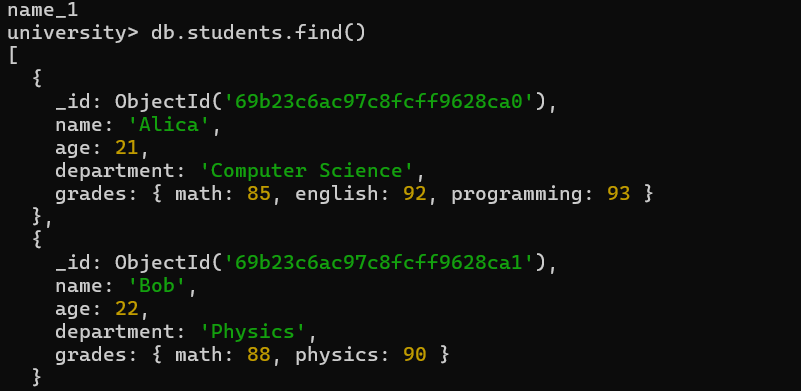 name_1
university> db.students.find()
[
  {
    _id: ObjectId('69b23c6ac97c8fcff9628ca0'),
    name: 'Alica',
    age: 21,
    department: 'Computer Science',
    grades: { math: 85, english: 92, programming: 93 }
  },
  {
    _id: ObjectId('69b23c6ac97c8fcff9628ca1'),
    name: 'Bob',
    age: 22,
    department: 'Physics',
    grades: { math: 88, physics: 90 }
  }